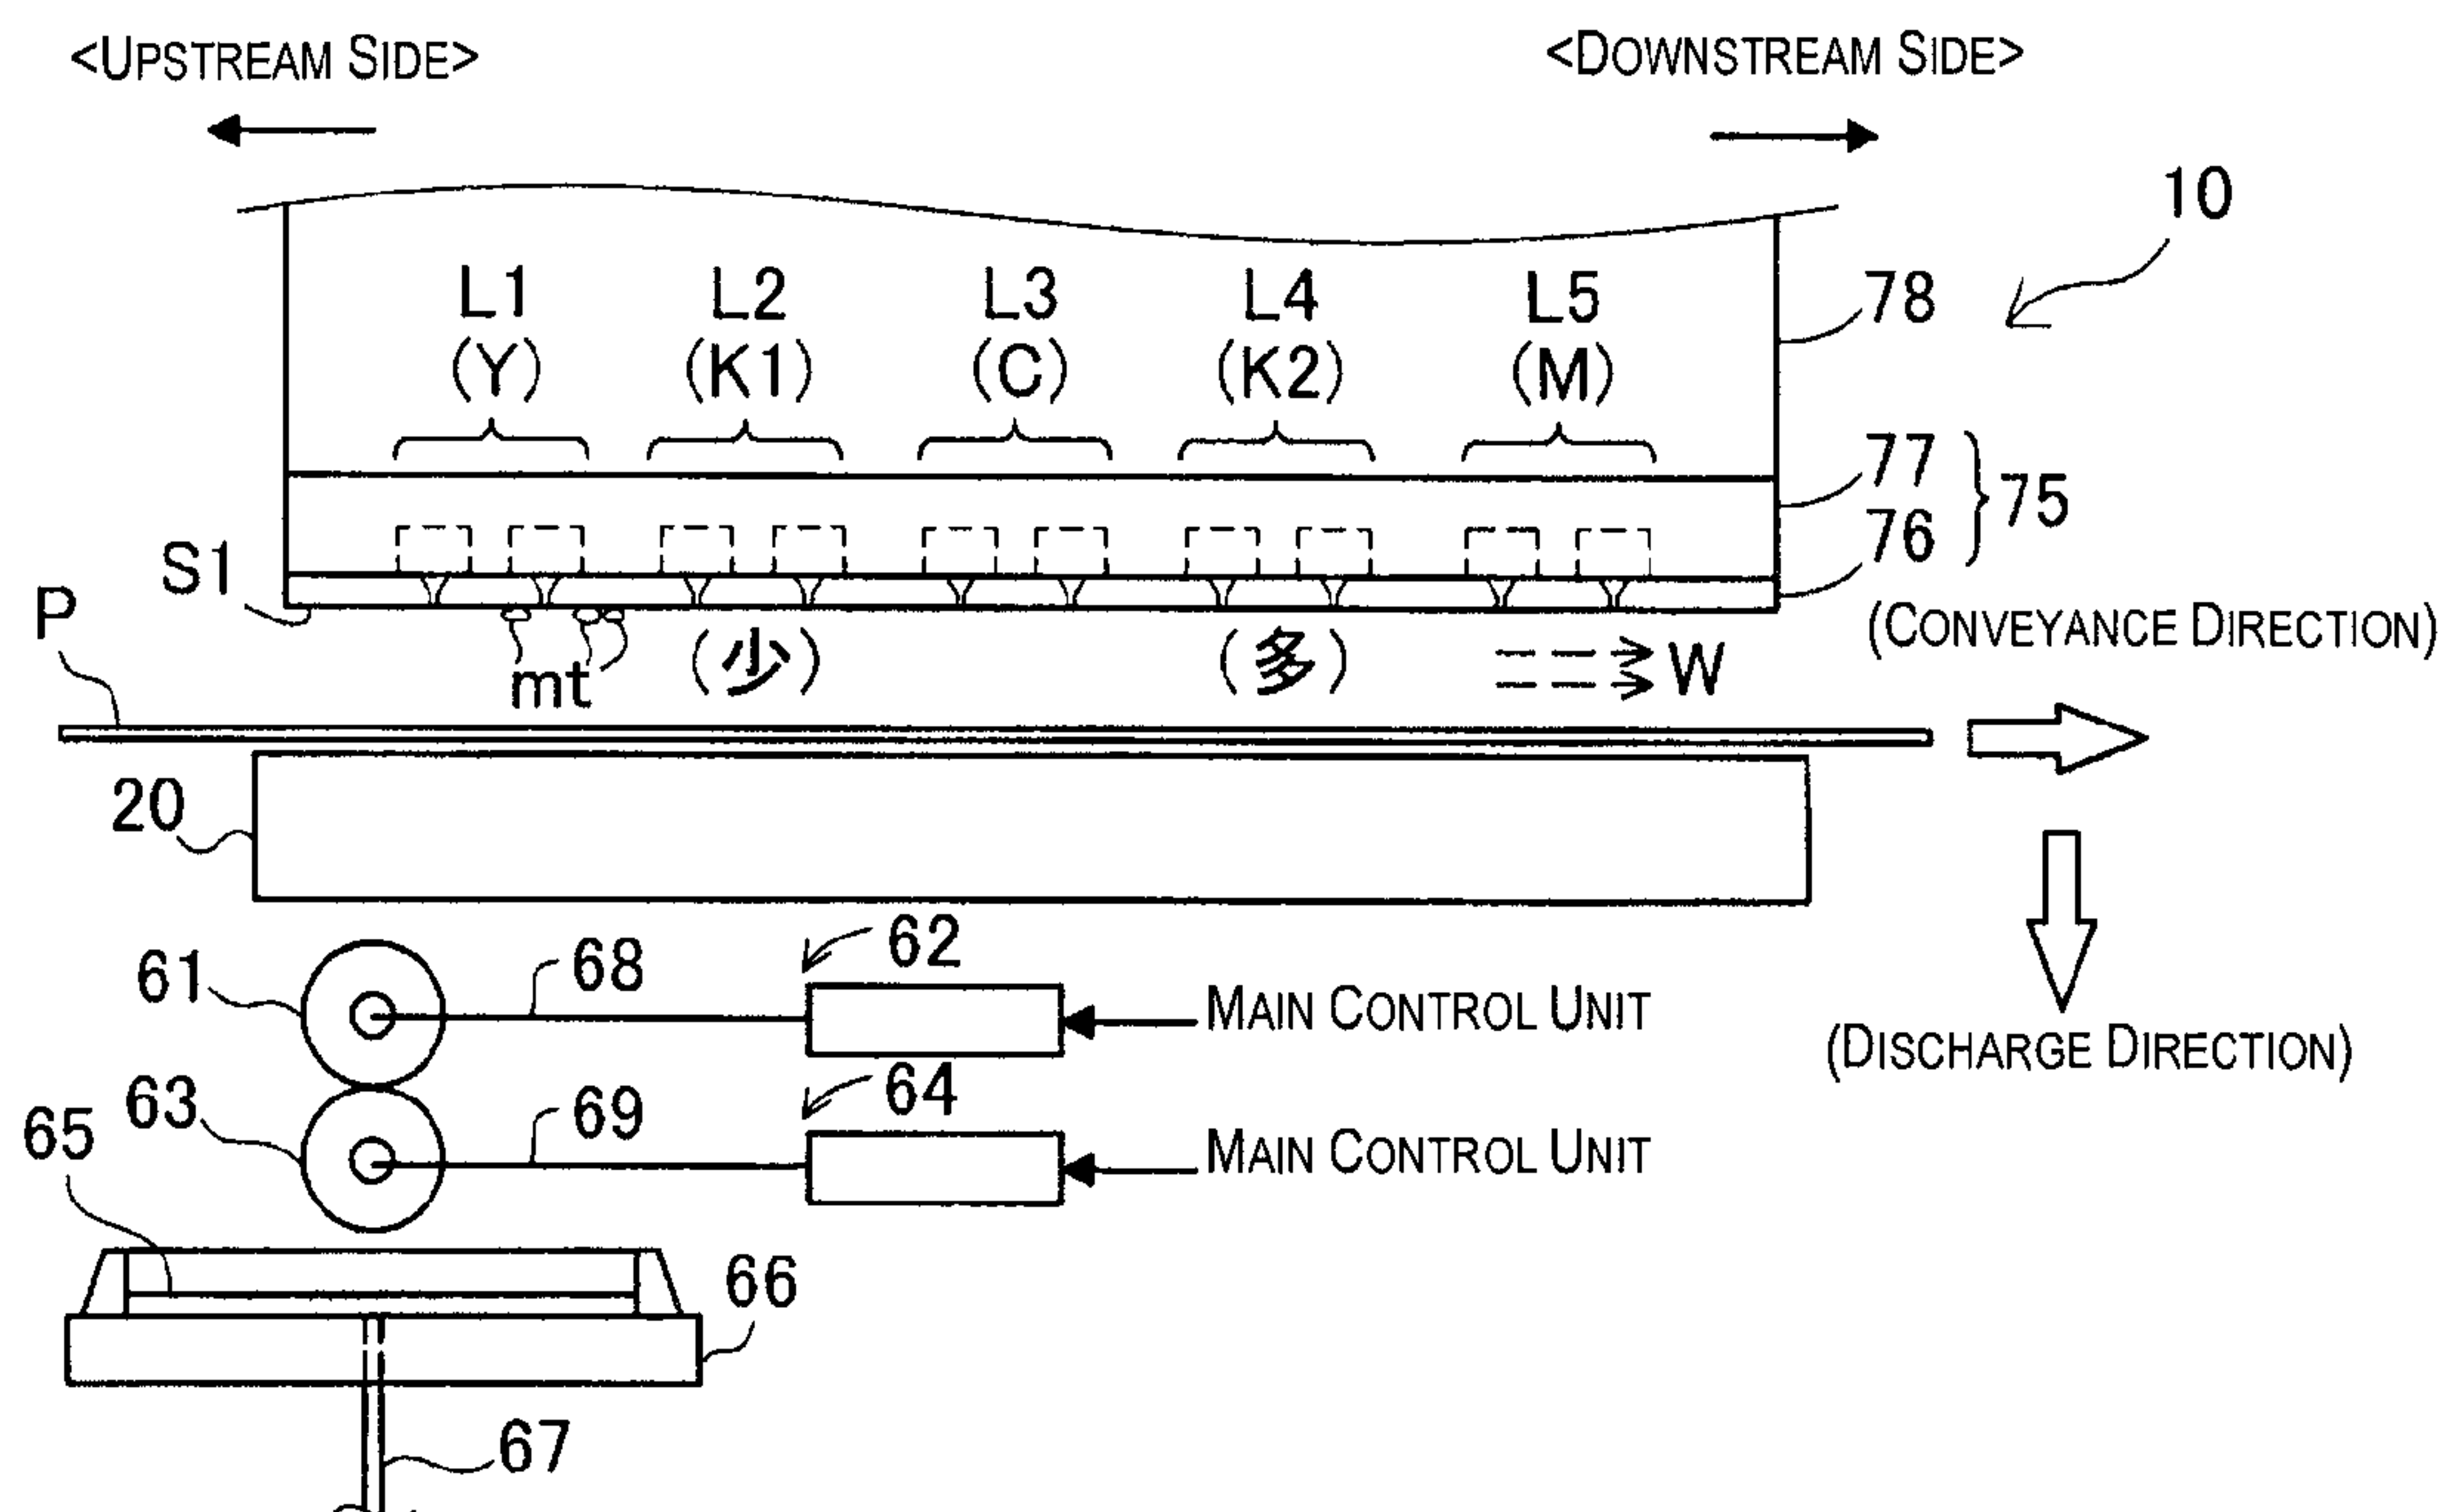 <UPSTREAM SIDE>
<DOWNSTREAM SIDE>
10
L1 L2 L3 L4 L5
78
(Y) (K1) (C) (K2) (M)
77
75
76
S1
P
(CONVEYANCE DIRECTION)
mt
(少)
(多)
W
20
62
61
68
MAIN CONTROL UNIT
(DISCHARGE DIRECTION)
64
63
65
69
MAIN CONTROL UNIT
66
67